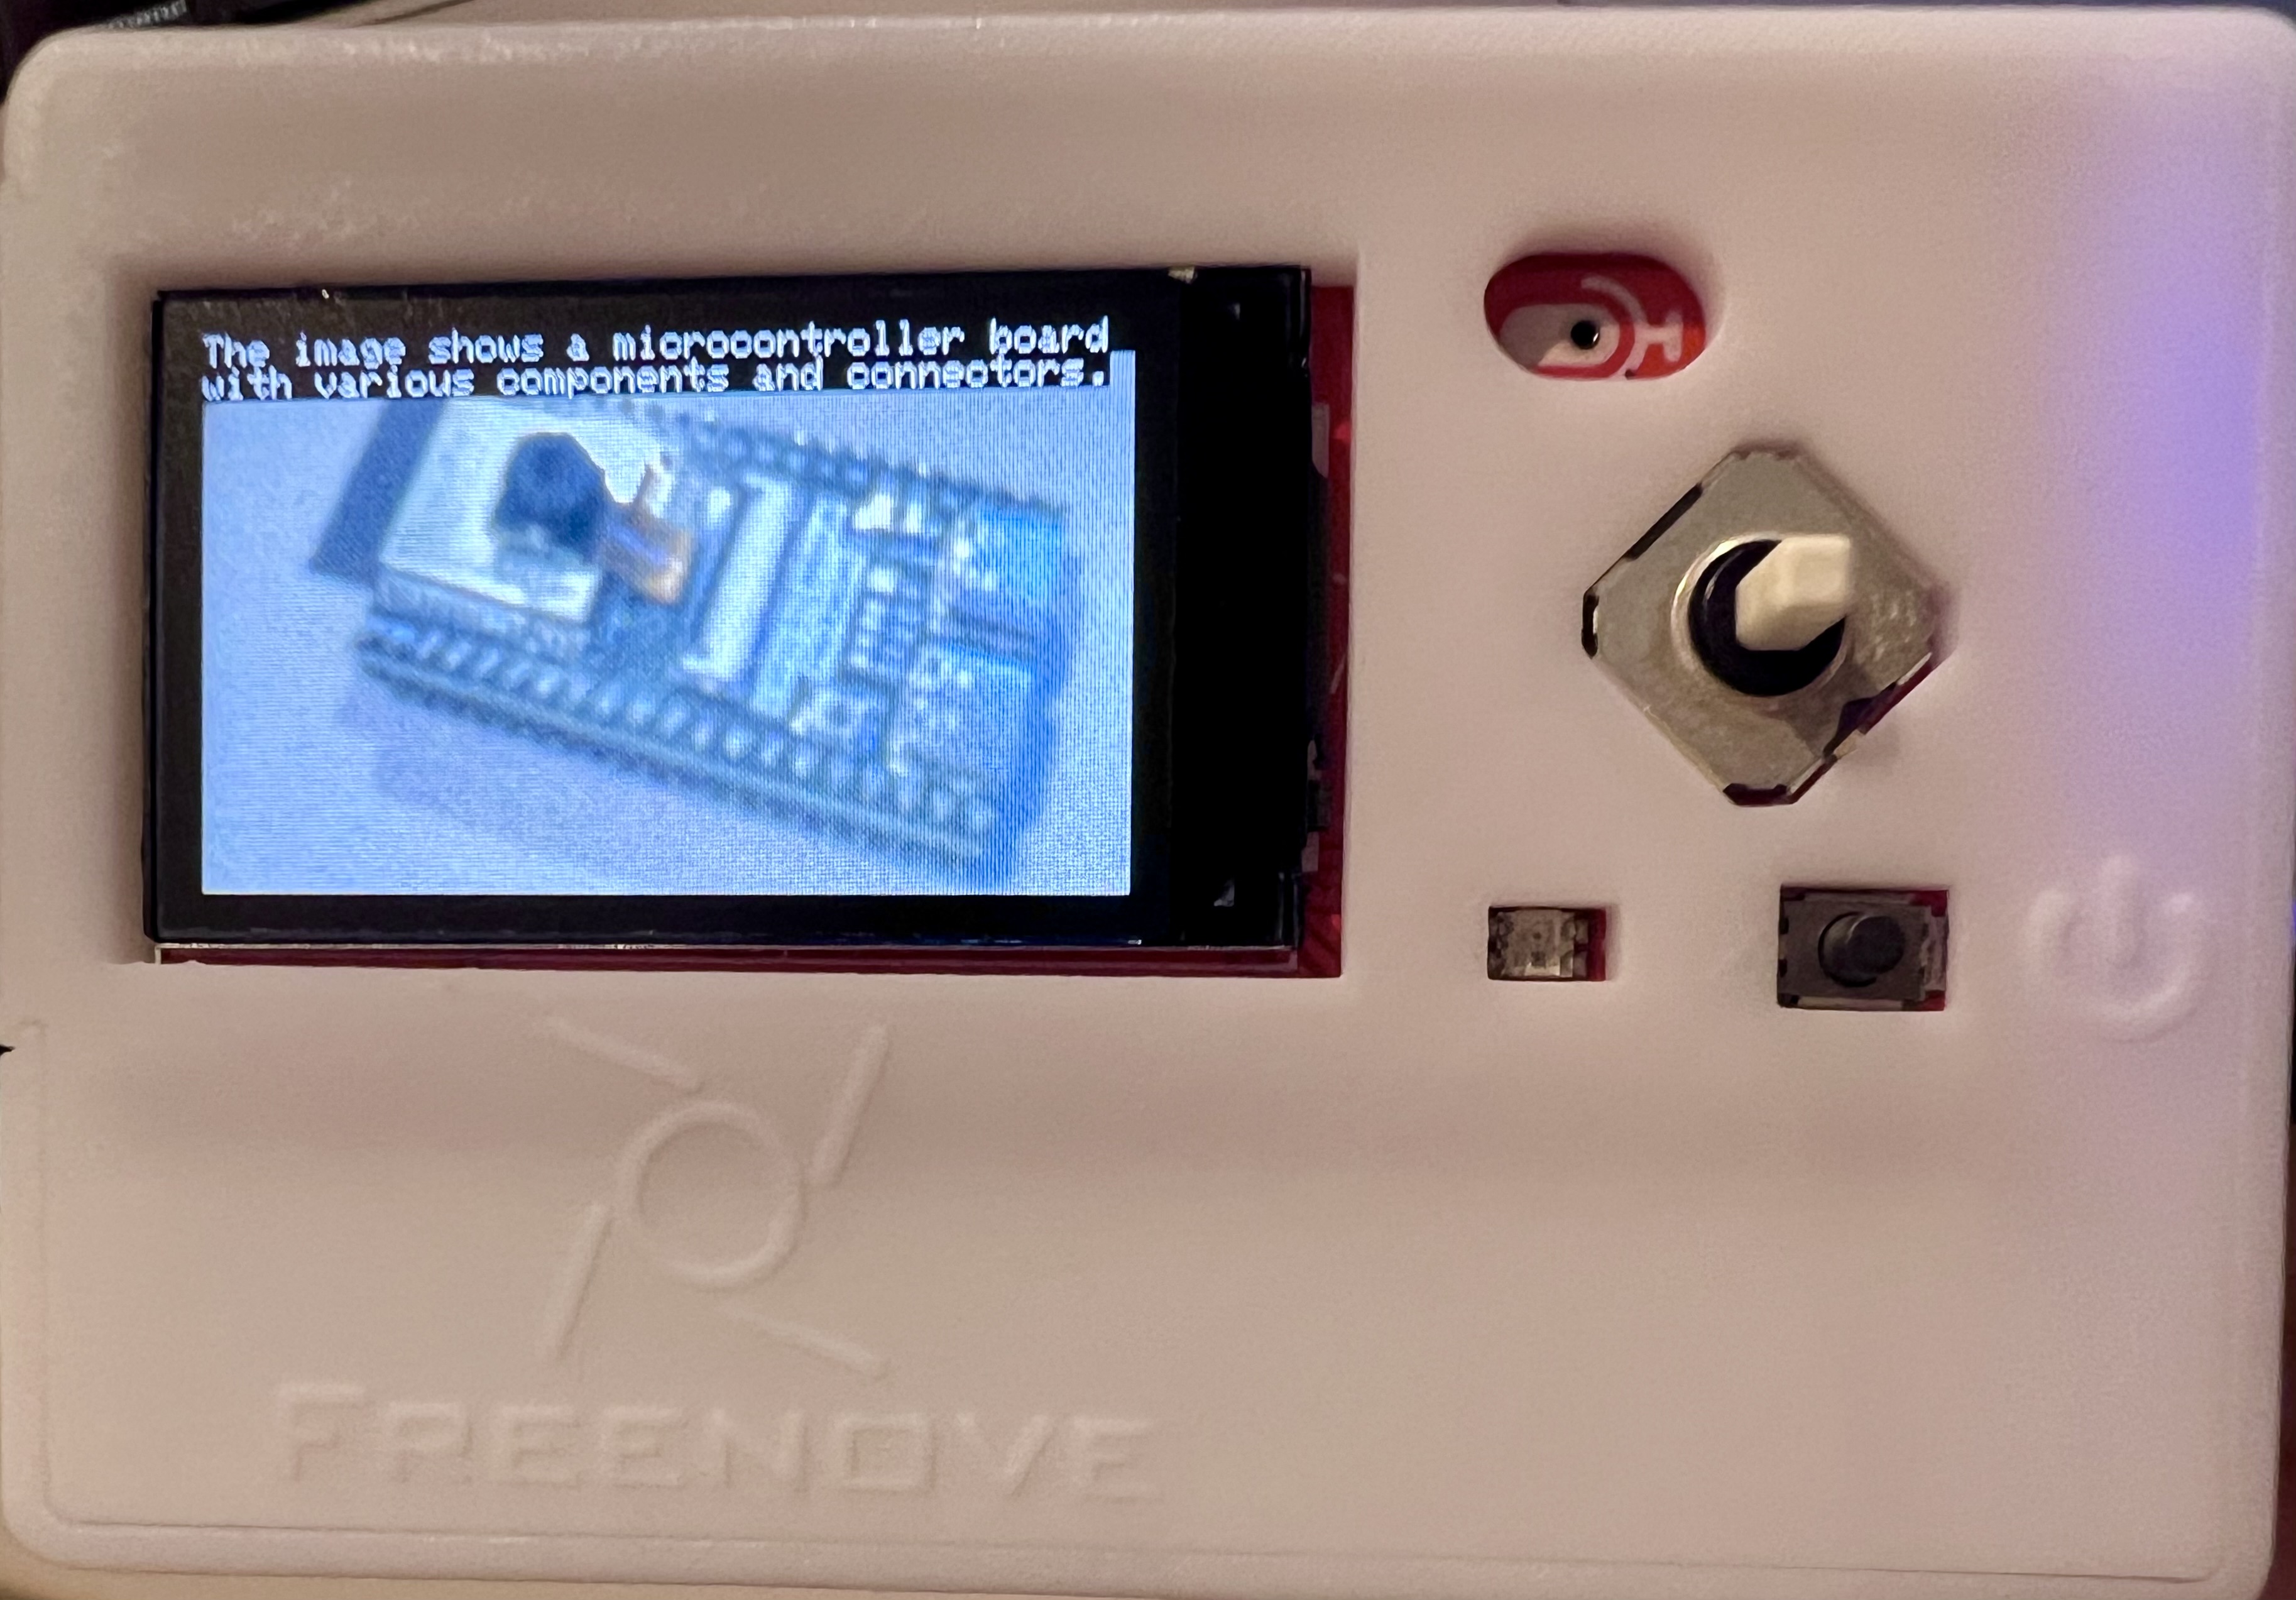 The image shows a microcontroller board
with various components and connectors.
FREENOVE